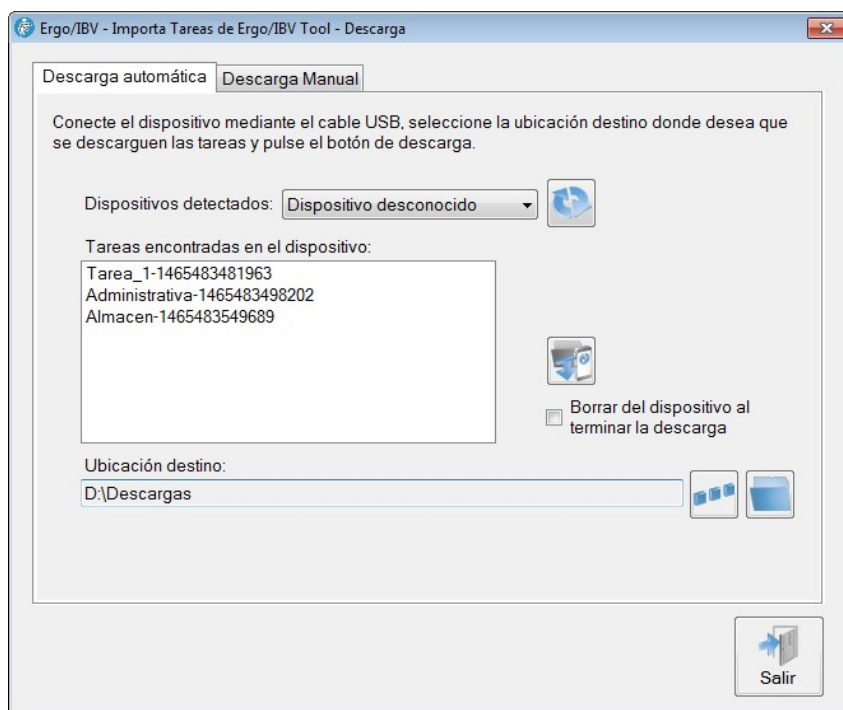 Ergo/IBV - Importa Tareas de Ergo/IBV Tool - Descarga
Descarga automática
Descarga Manual
Conecte el dispositivo mediante el cable USB, seleccione la ubicación destino donde desea que
se descarguen las tareas y pulse el botón de descarga.
Dispositivos detectados:
Dispositivo desconocido
Tareas encontradas en el dispositivo:
Tarea_1-1465483481963
Administrativa-1465483498202
Almacen-1465483549689
Borrar del dispositivo al
terminar la descarga
Ubicación destino:
D:\Descargas
Salir